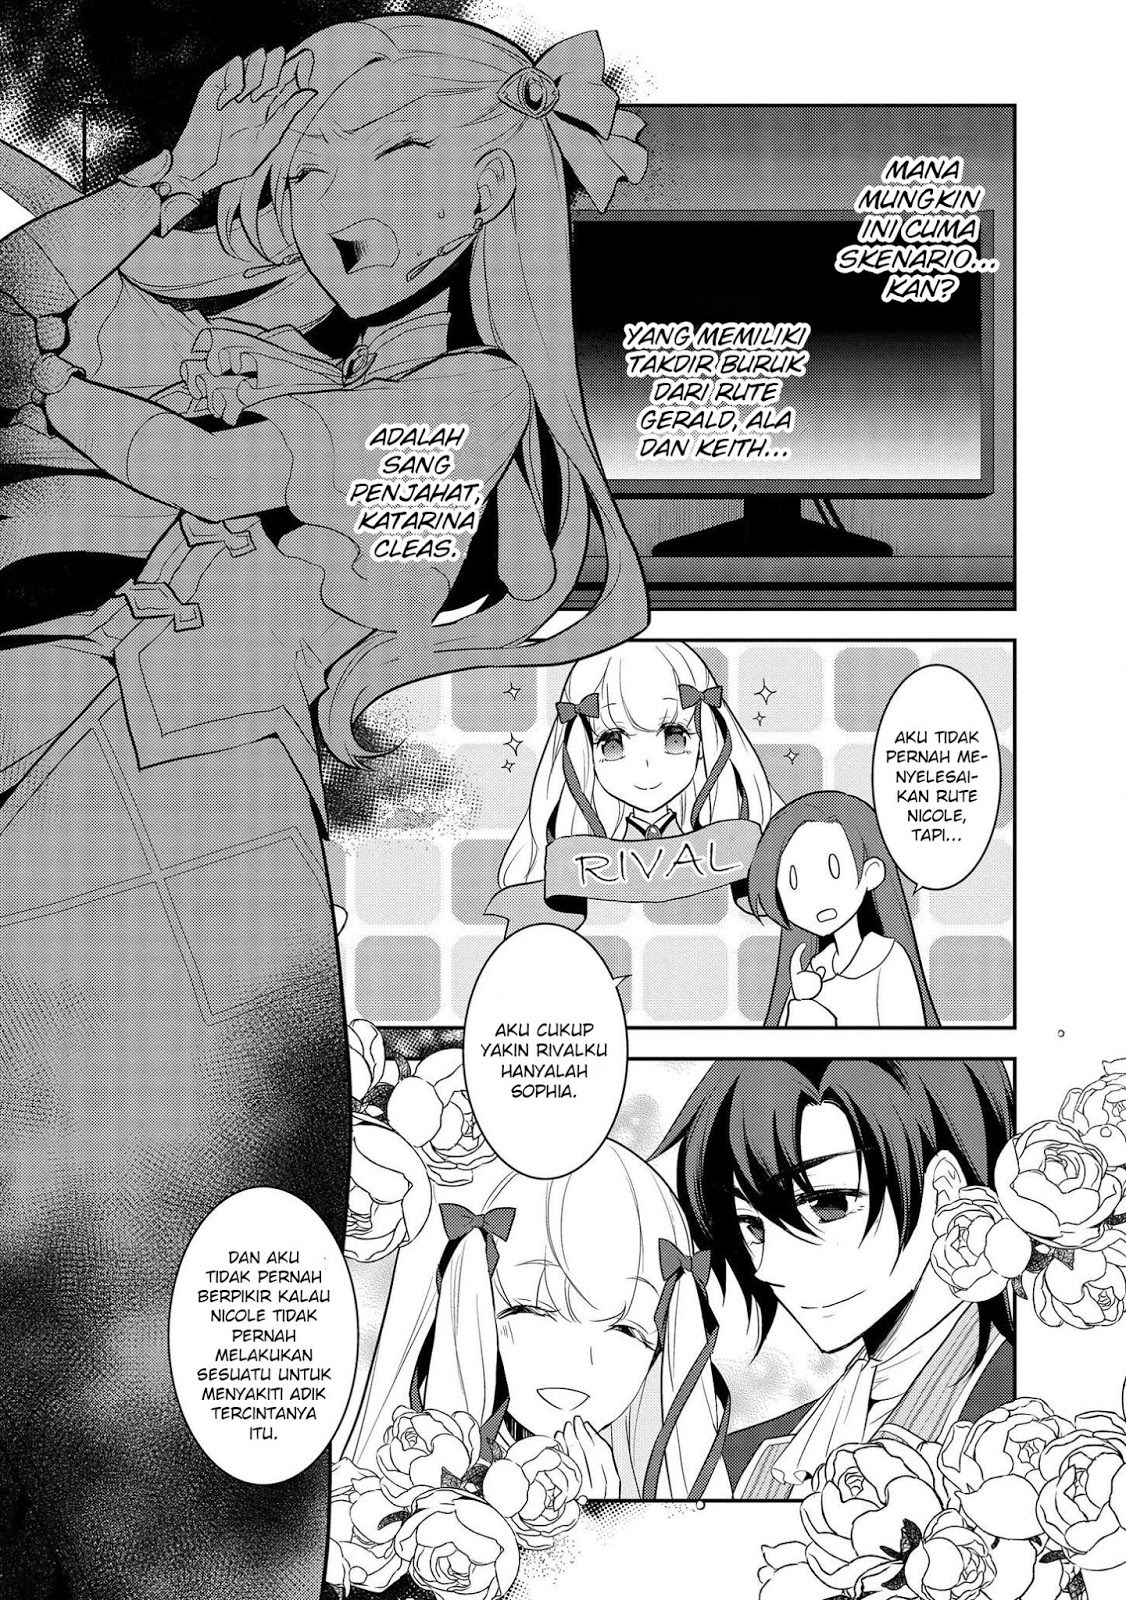 MANA
MUNGKIN
INI CUMA
SKENARIO...
KAN?
YANG MEMILIKI
TAKDIR BURUK
DARI RUTE
GERALD, ALA
DAN KEITH...
ADALAH
SANG
PENJAHAT,
KATARINA
CLEAS.
AKU TIDAK
PERNAH ME-
NYELESAI-
KAN RUTE
NICOLE,
TAPI...
RIVAL
AKU CUKUP
YAKIN RIVALKU
HANYALAH
SOPHIA.
DAN AKU
TIDAK PERNAH
BERPIKIR KALAU
NICOLE TIDAK
PERNAH
MELAKUKAN
SESUATU UNTUK
MENYAKITI ADIK
TERCINTANYA
ITU.